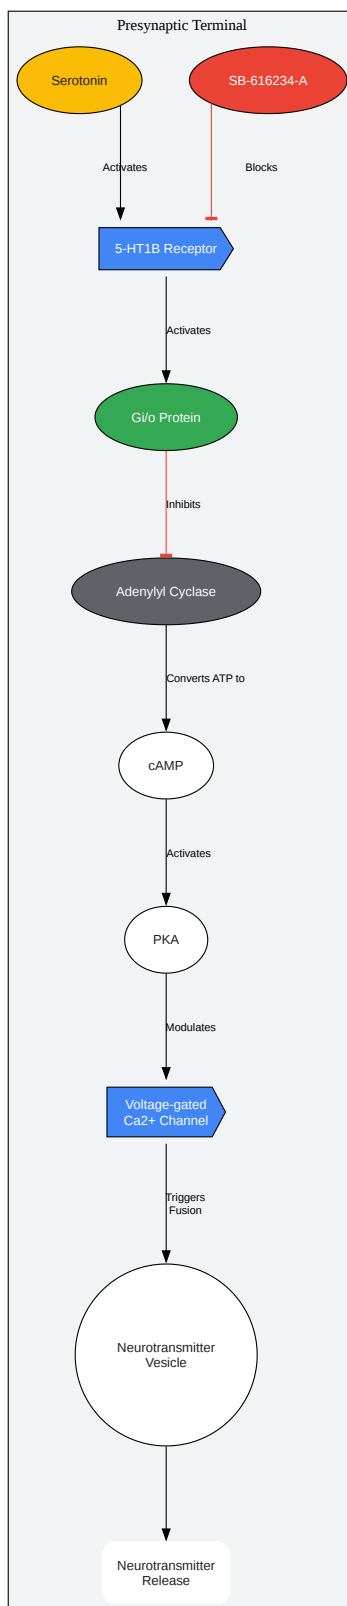 Presynaptic Terminal
Serotonin
SB-616234-A
Activates
Blocks
5-HT1B Receptor
Activates
Gi/o Protein
Inhibits
Adenylyl Cyclase
Converts ATP to
cAMP
Activates
PKA
Modulates
Voltage-gated
Ca2+ Channel
Triggers
Fusion
Neurotransmitter
Vesicle
Neurotransmitter
Release